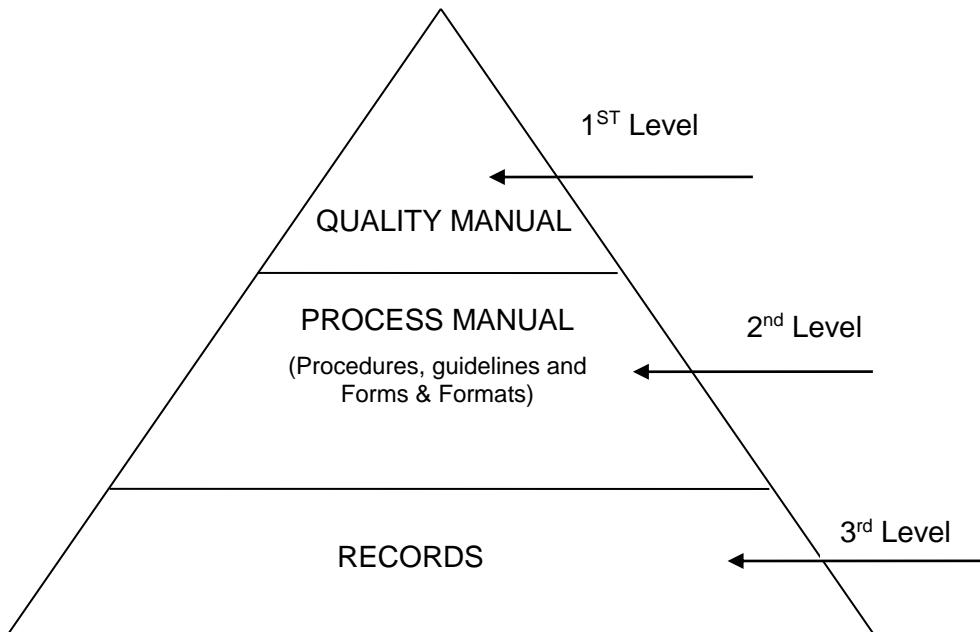 1ST Level
QUALITY MANUAL
PROCESS MANUAL
2nd Level
(Procedures, guidelines and
Forms & Formats)
3rd Level
RECORDS